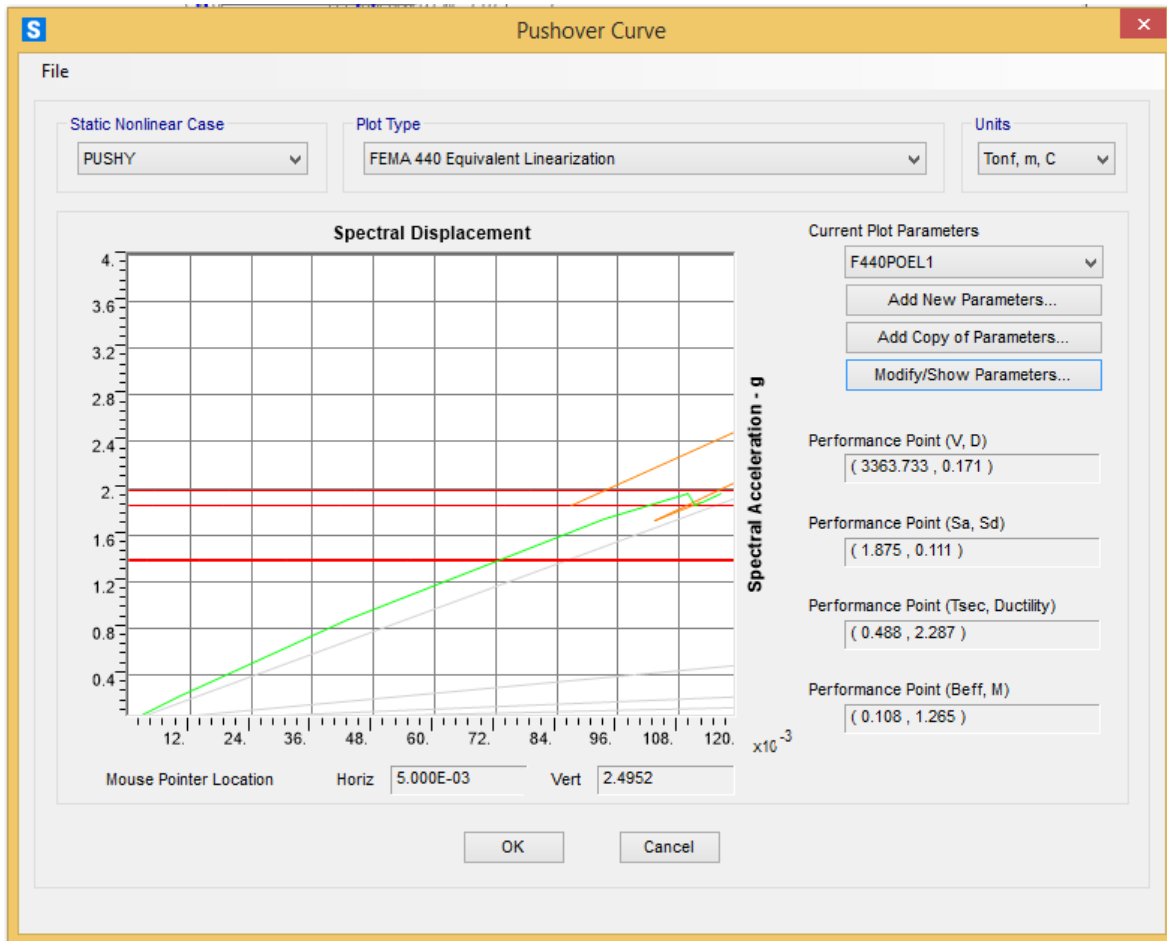 S
Pushover Curve
File
Static Nonlinear Case
PUSHY
Plot Type
FEMA 440 Equivalent Linearization
Units
Tonf, m, C
Spectral Displacement
4.
3.6
3.2
2.8
2.4
2.
1.6
1.2
0.8
0.4
12. 24. 36. 48. 60. 72. 84. 96. 108. 120. x10 -3
Spectral Acceleration - g
Mouse Pointer Location Horiz 5.000E-03 Vert 2.4952
Current Plot Parameters
F440POEL1
Add New Parameters...
Add Copy of Parameters...
Modify/Show Parameters...
Performance Point (V, D)
( 3363.733 , 0.171 )
Performance Point (Sa, Sd)
( 1.875 , 0.111 )
Performance Point (Tsec, Ductility)
( 0.488 , 2.287 )
Performance Point (Beff, M)
( 0.108 , 1.265 )
OK Cancel